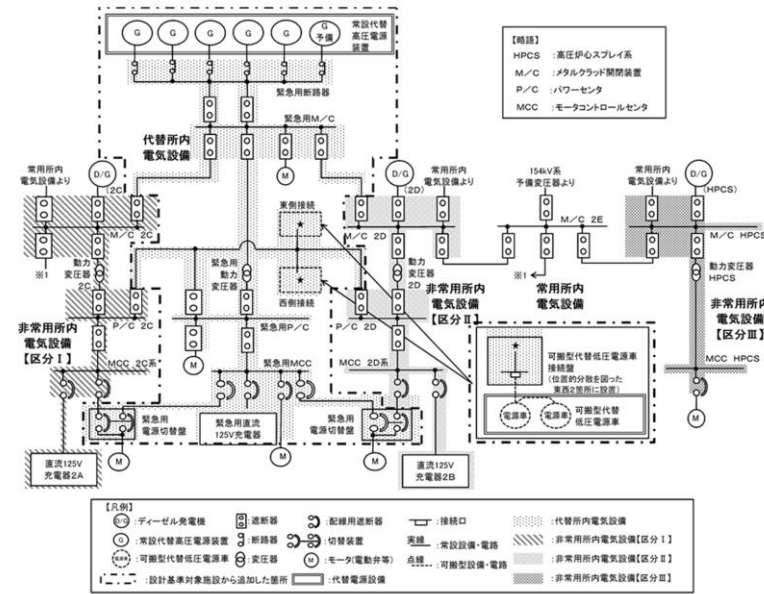 G
G
G
G
G
G
予備
常設代替
高圧電源
装置
緊急用断路器
緊急用M/C
代替所内
電気設備
M
【略語】
HPCS :高圧炉心スプレイ系
M/C :メタルクラッド開閉装置
P/C :パワーセンタ
MCC :モータコントロールセンタ
常用所内
電気設備より
D/G
(2C)
D/G
(2D)
常用所内
電気設備より
154kV系
予備変圧器より
常用所内
電気設備より
D/G
(HPCS)
東側接続
西側接続
M/C 2C
M/C 2D
M/C 2E
M/C HPCS
※1
※1
動力
変圧器
2C
緊急用
動力
変圧器
動力
変圧器
2D
動力変圧器
HPCS
非常用所内
電気設備
【区分Ⅰ】
非常用所内
電気設備
【区分Ⅱ】
常用所内
電気設備
非常用所内
電気設備
【区分Ⅲ】
P/C 2C
緊急用P/C
P/C 2D
M
MCC 2C系
緊急用MCC
MCC 2D系
MCC HPCS
可搬型代替低圧電源車
接続盤
(位置的分散を図った
東西2箇所に設置)
電源車
電源車
可搬型代替
低圧電源車
緊急用
電源切替盤
緊急用直流
125V充電器
緊急用
電源切替盤
M
M
M
M
M
直流125V
充電器2A
直流125V
充電器2B
【凡例】
D/G :ディーゼル発電機
:遮断器
:配線用遮断器
:接続口
:代替所内電気設備
G :常設代替高圧電源装置
:断路器
:切替装置
実線 :常設設備・電路
:非常用所内電気設備【区分Ⅰ】
電源車 :可搬型代替低圧電源車
:変圧器
M :モータ(電動弁等)
点線 :可搬型設備・電路
:非常用所内電気設備【区分Ⅱ】
:設計基準対象施設から追加した箇所
:代替電源設備
:非常用所内電気設備【区分Ⅲ】